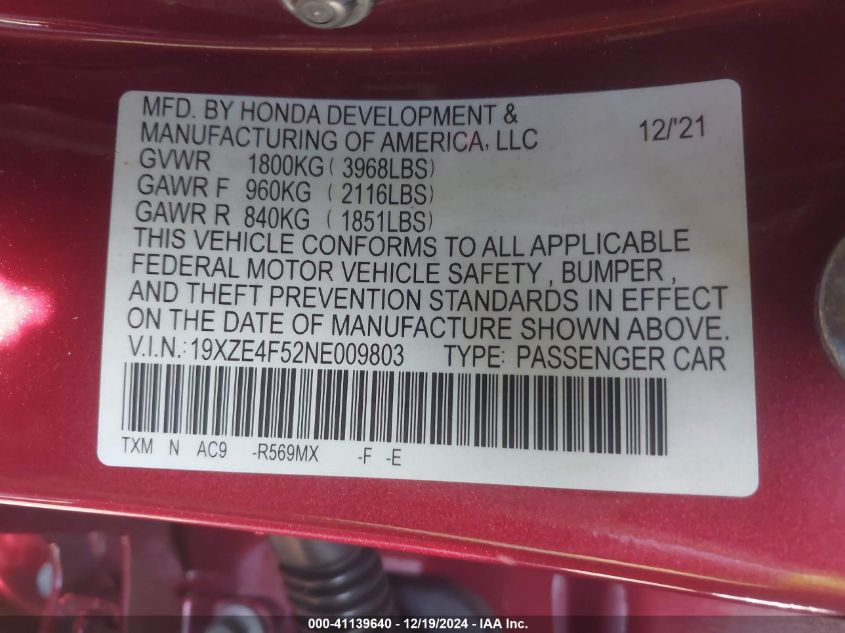 MFD. BY HONDA DEVELOPMENT &
MANUFACTURING OF AMERICA, LLC 12/'21
GVWR 1800KG ( 3968LBS)
GAWR F 960KG ( 2116LBS)
GAWR R 840KG ( 1851LBS)
THIS VEHICLE CONFORMS TO ALL APPLICABLE
FEDERAL MOTOR VEHICLE SAFETY , BUMPER ,
AND THEFT PREVENTION STANDARDS IN EFFECT
ON THE DATE OF MANUFACTURE SHOWN ABOVE.
V.I.N.:19XZE4F52NE009803 TYPE: PASSENGER CAR
TXM N AC9 -R569MX -F -E
000-41139640 - 12/19/2024 - IAA Inc.